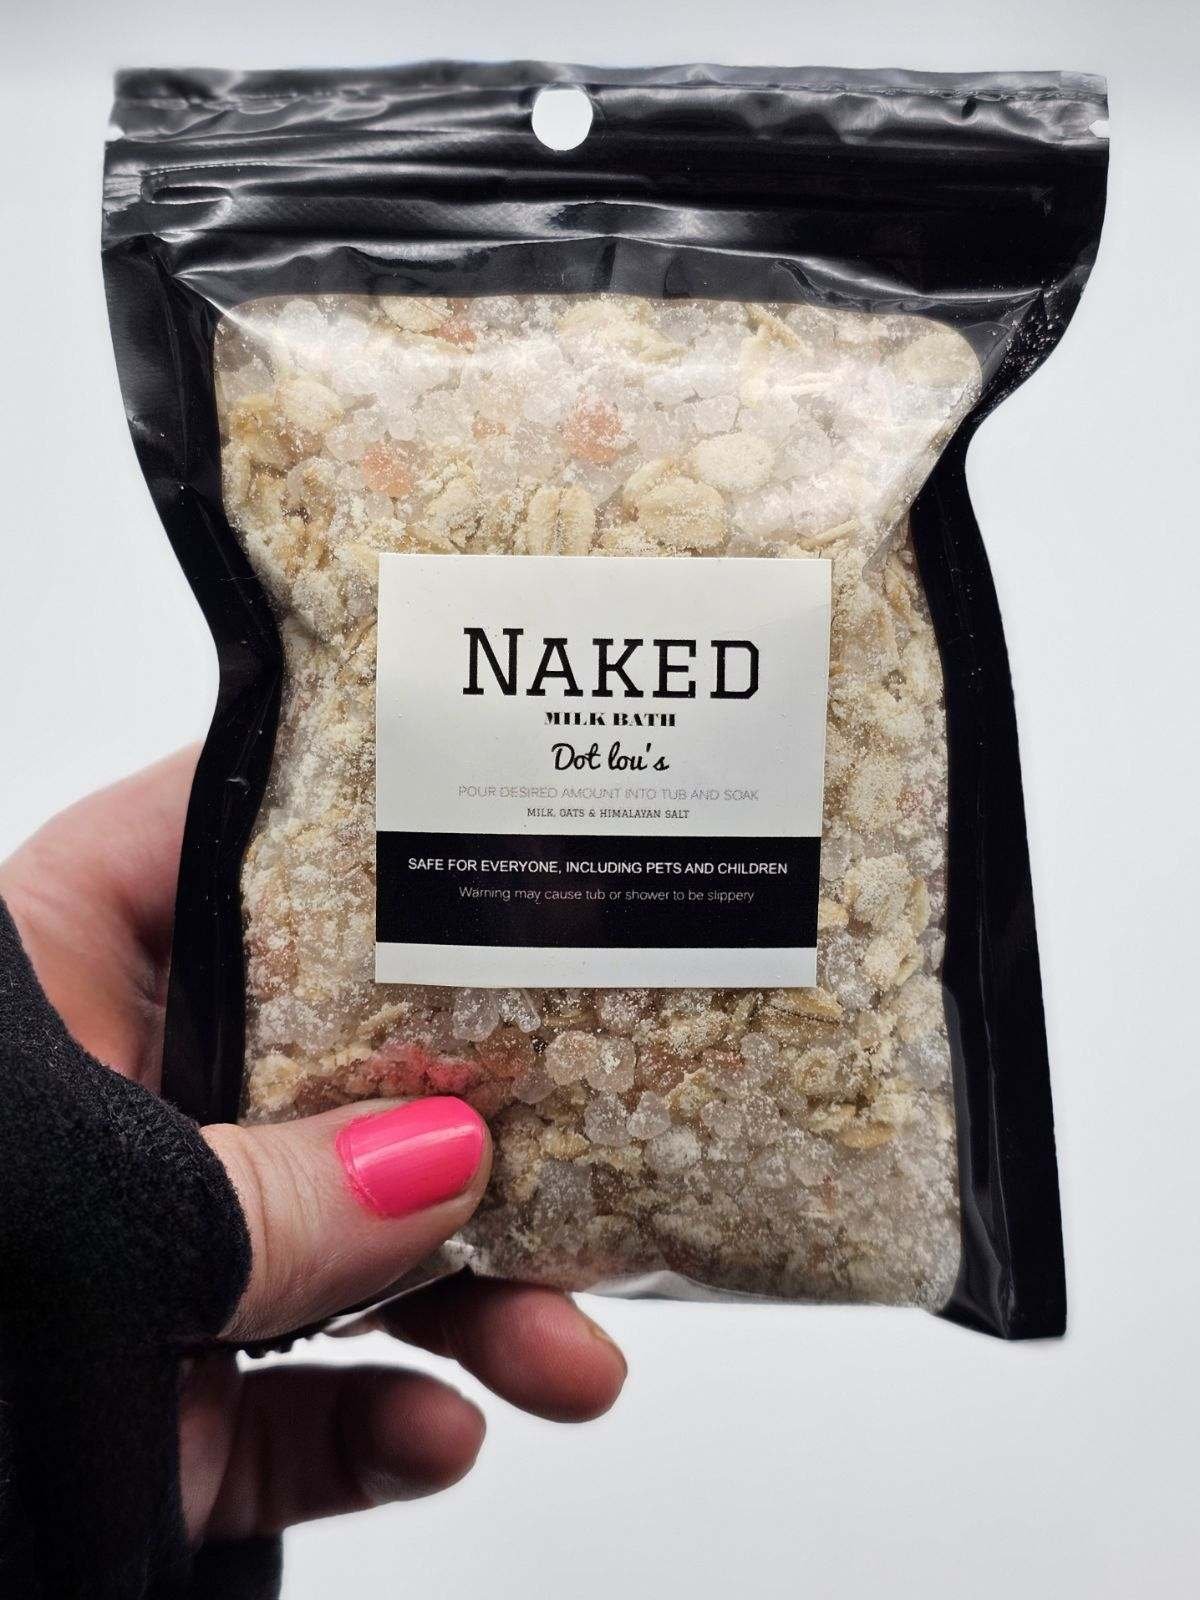 NAKED
MILK BATH
Dot lou's
POUR DESIRED AMOUNT INTO TUB AND SOAK
MILK, OATS & HIMALAYAN SALT
SAFE FOR EVERYONE, INCLUDING PETS AND CHILDREN
Warning may cause tub or shower to be slippery